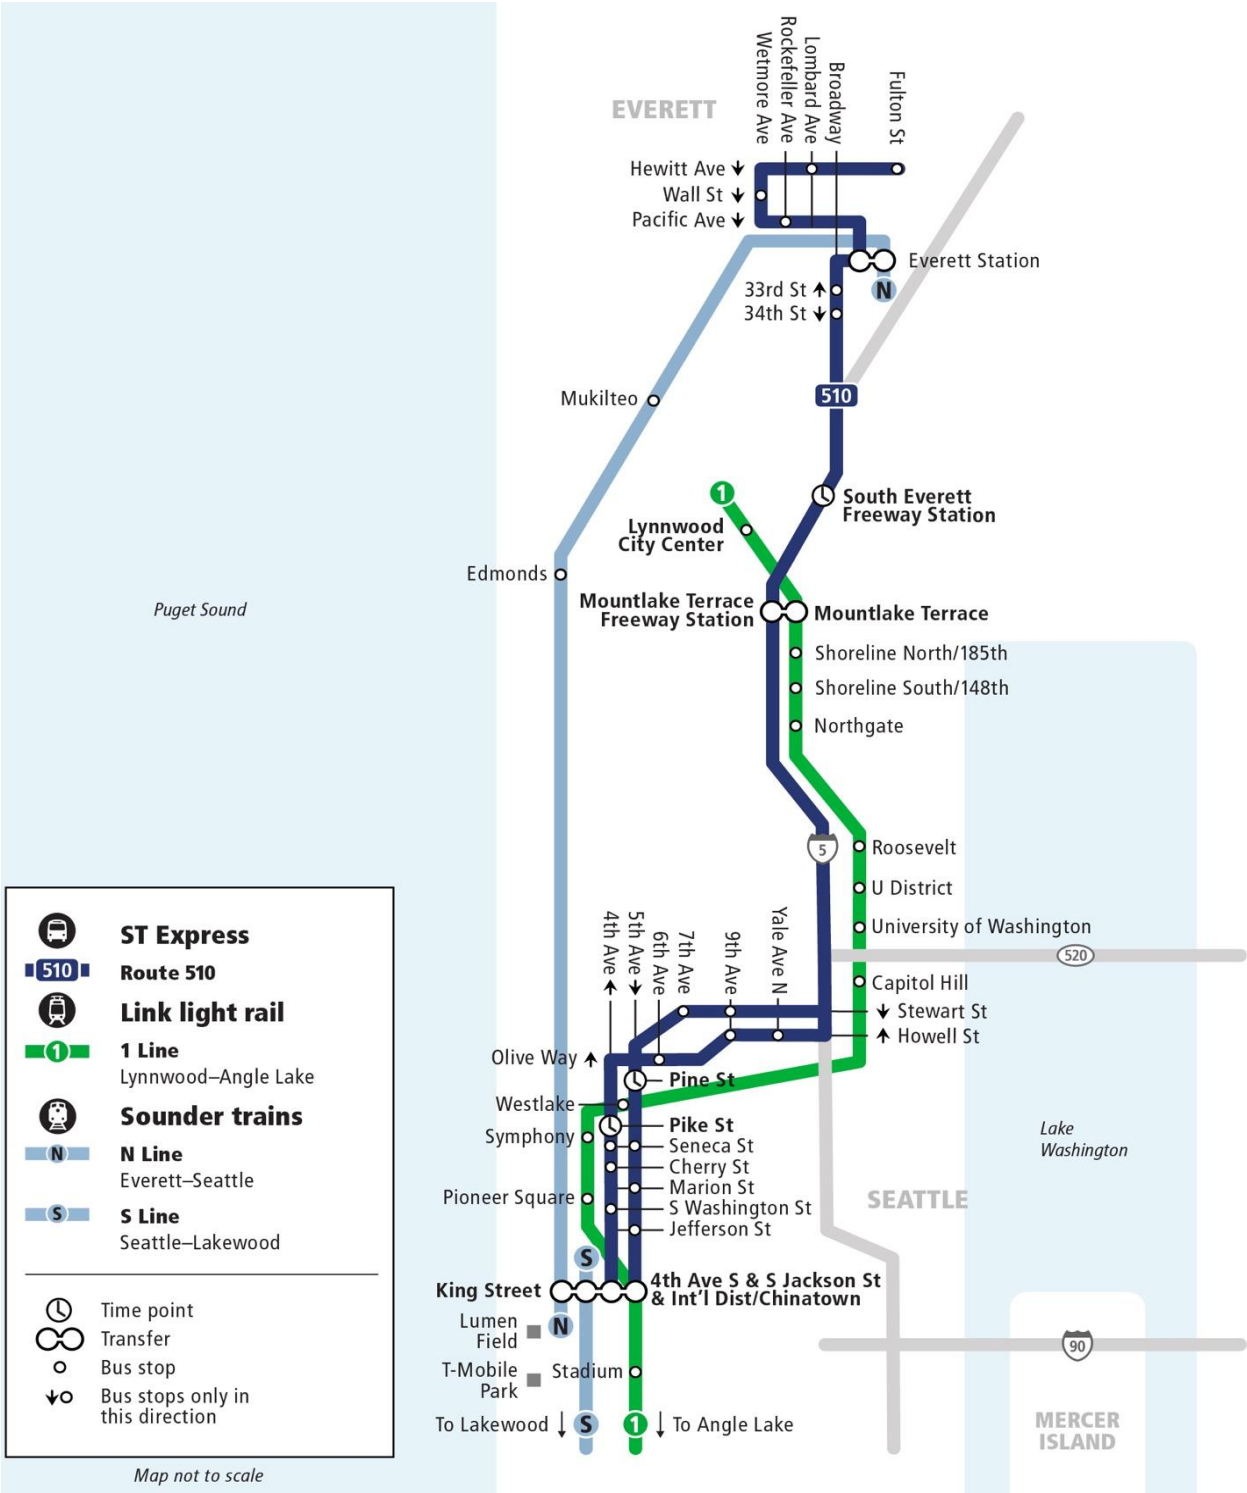 Wetmore Ave
Rockefeller Ave
Lombard Ave
Broadway
Fulton St
EVERETT
Hewitt Ave
Wall St
Pacific Ave
Everett Station
33rd St
N
34th St
510
Mukilteo
1
South Everett
Freeway Station
Lynnwood
City Center
Edmonds
Mountlake Terrace
Freeway Station
Mountlake Terrace
Puget Sound
Shoreline North/185th
Shoreline South/148th
Northgate
5
Roosevelt
U District
University of Washington
520
Capitol Hill
4th Ave
5th Ave
6th Ave
7th Ave
9th Ave
Yale Ave N
Stewart St
Howell St
Olive Way
Pine St
Westlake
Pike St
Symphony
Seneca St
Cherry St
Marion St
Pioneer Square
S Washington St
Jefferson St
Lake
Washington
SEATTLE
S
King Street
4th Ave S & S Jackson St
& Int'l Dist/Chinatown
Lumen
Field
N
90
T-Mobile
Park
Stadium
To Lakewood
S
1
To Angle Lake
MERCER
ISLAND
ST Express
510
Route 510
Link light rail
1
1 Line
Lynnwood–Angle Lake
Sounder trains
N
N Line
Everett–Seattle
S
S Line
Seattle–Lakewood
Time point
Transfer
Bus stop
Bus stops only in
this direction
Map not to scale